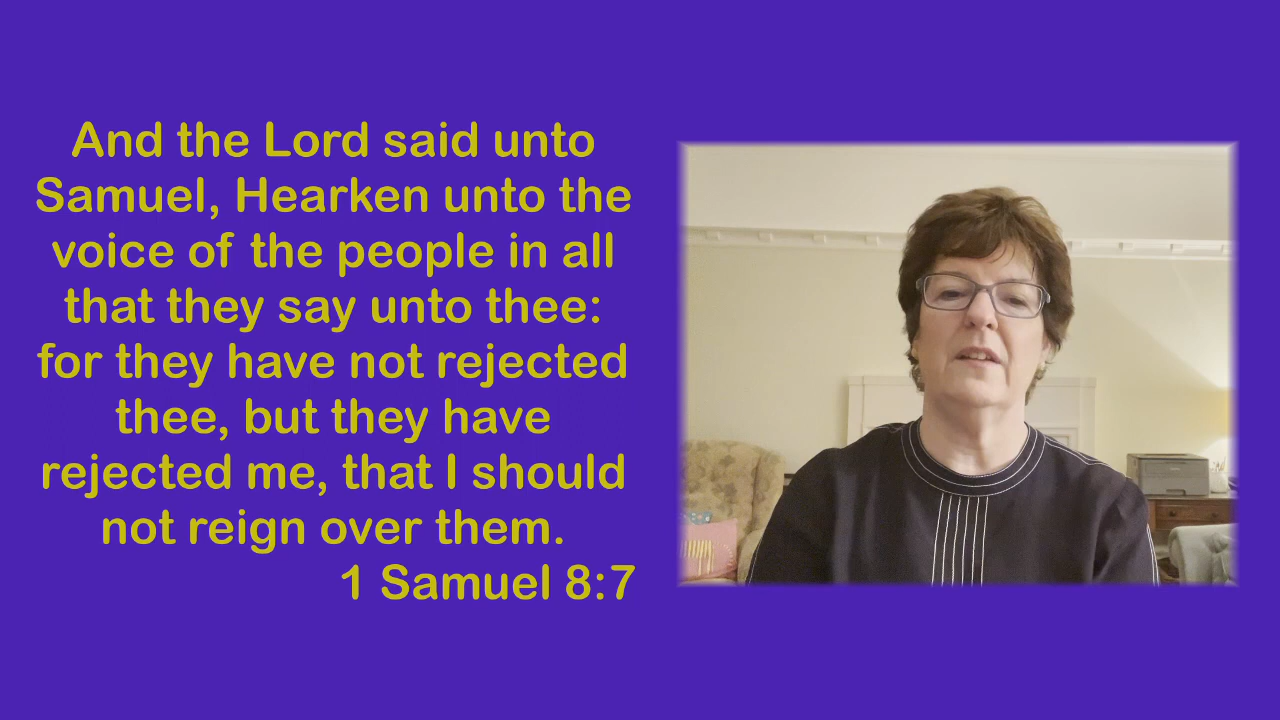 And the Lord said unto
Samuel, Hearken unto the
voice of the people in all
that they say unto thee:
for they have not rejected
thee, but they have
rejected me, that I should
not reign over them.
1 Samuel 8:7